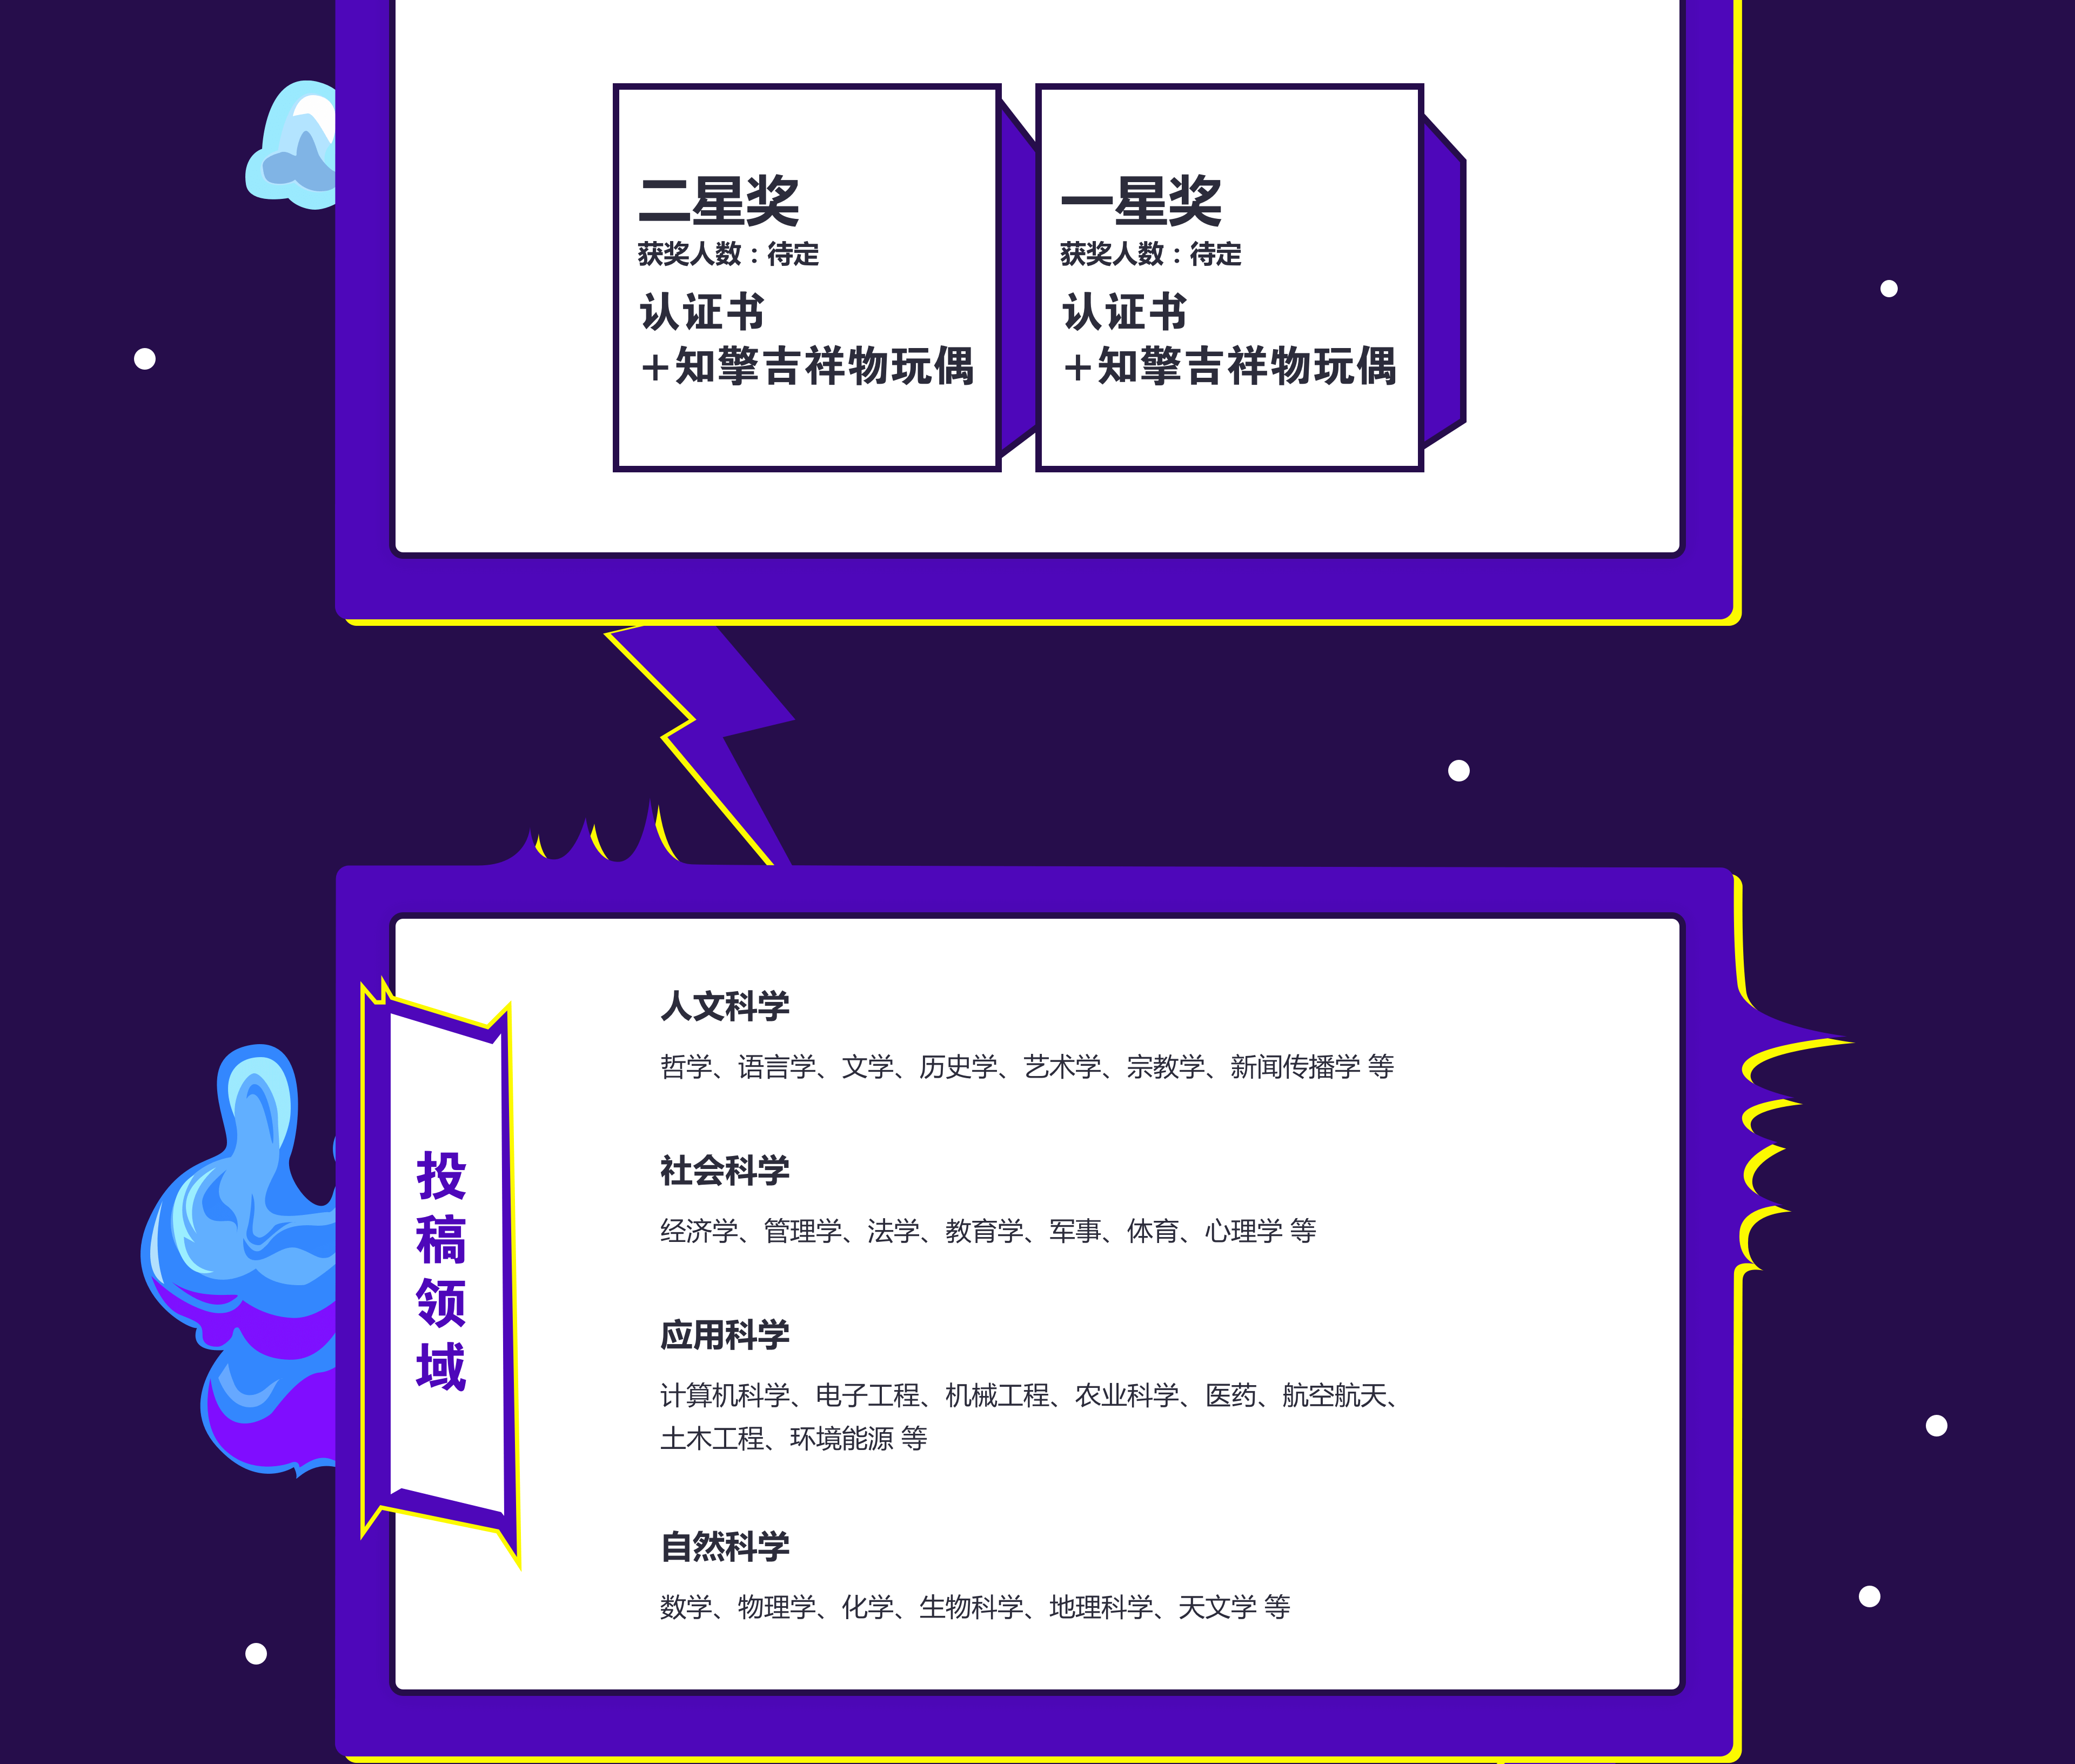 二星奖
获奖人数：待定
认证书
+知擎吉祥物玩偶
一星奖
获奖人数：待定
认证书
+知擎吉祥物玩偶
投稿领域
人文科学
哲学、语言学、文学、历史学、艺术学、宗教学、新闻传播学 等
社会科学
经济学、管理学、法学、教育学、军事、体育、心理学 等
应用科学
计算机科学、电子工程、机械工程、农业科学、医药、航空航天、
土木工程、环境能源 等
自然科学
数学、物理学、化学、生物科学、地理科学、天文学 等